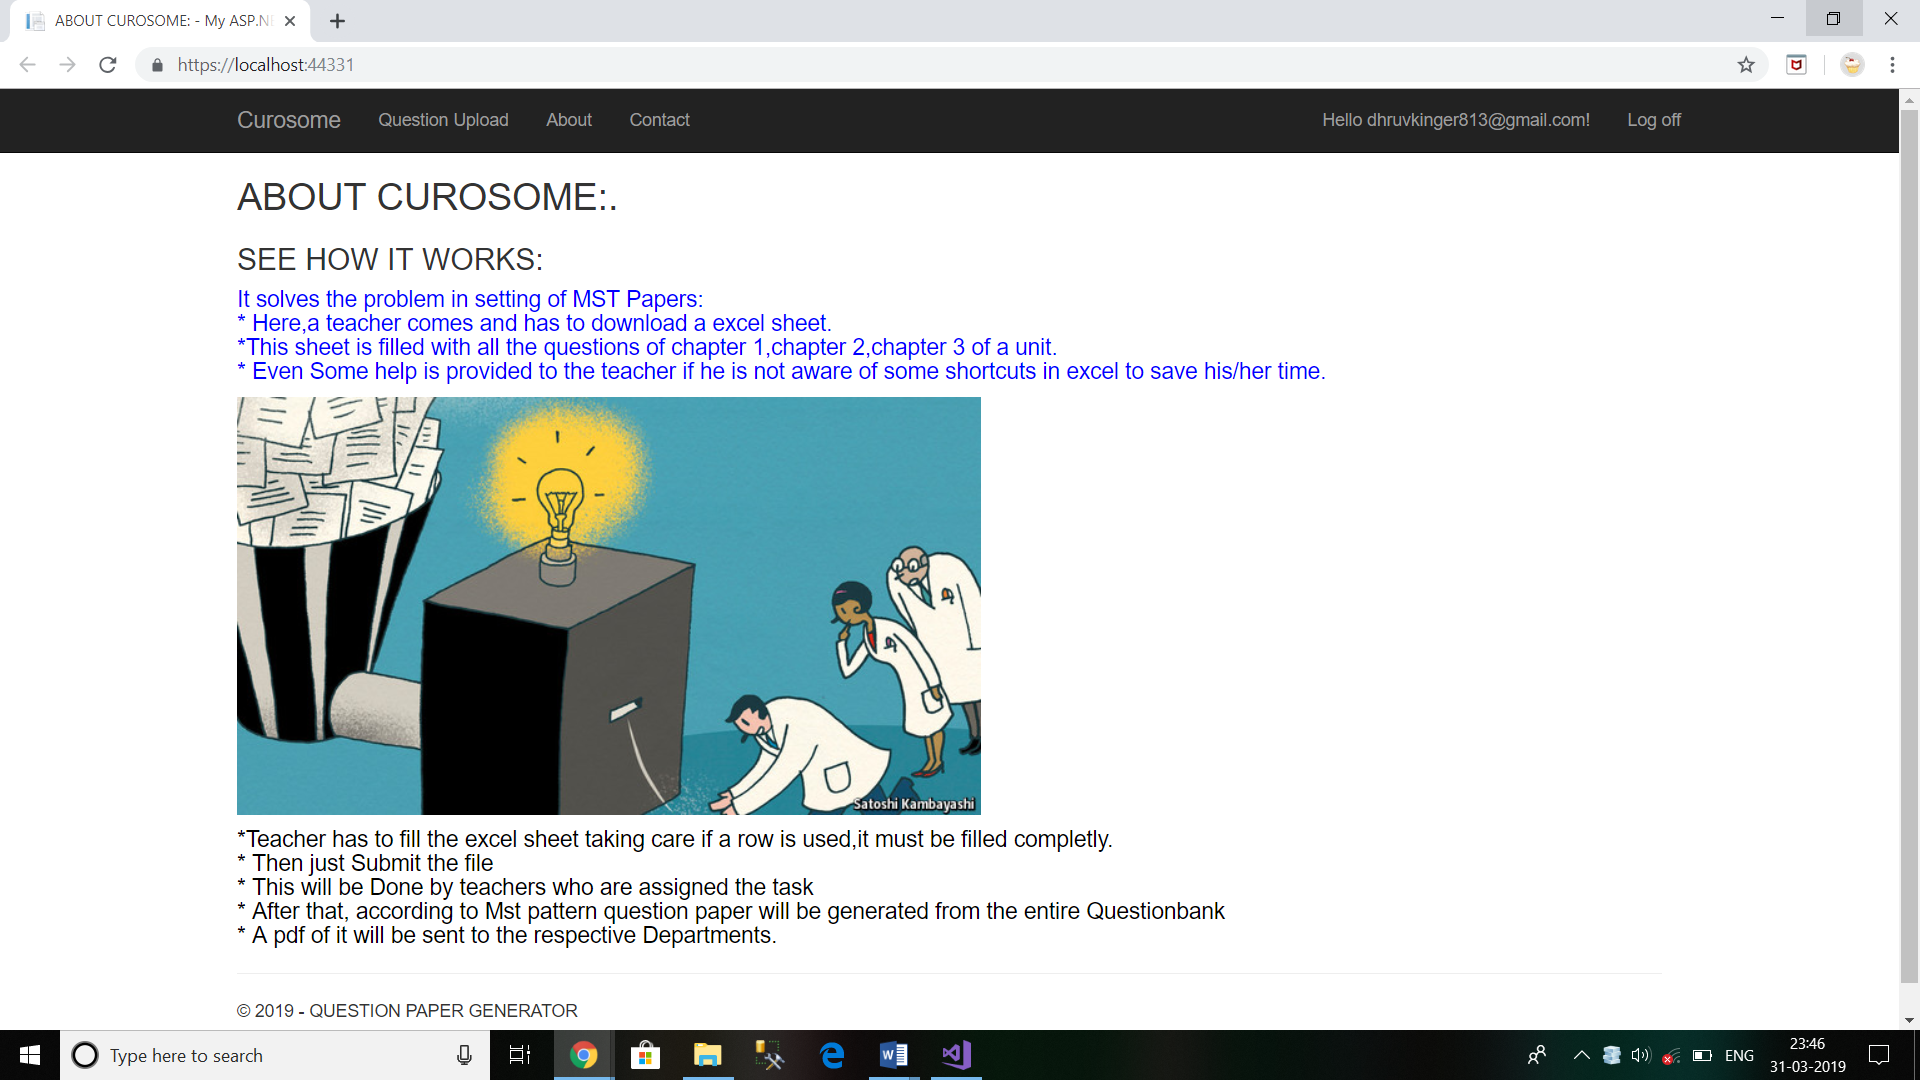 ABOUT CUROSOME: - My ASP.N
https://localhost:44331
Curosome Question Upload About Contact Hello dhruvkinger813@gmail.com! Log off
ABOUT CUROSOME:.
SEE HOW IT WORKS:
It solves the problem in setting of MST Papers:
* Here,a teacher comes and has to download a excel sheet.
*This sheet is filled with all the questions of chapter 1,chapter 2,chapter 3 of a unit.
* Even Some help is provided to the teacher if he is not aware of some shortcuts in excel to save his/her time.
Satoshi Kambayashi
*Teacher has to fill the excel sheet taking care if a row is used,it must be filled completly.
* Then just Submit the file
* This will be Done by teachers who are assigned the task
* After that, according to Mst pattern question paper will be generated from the entire Questionbank
* A pdf of it will be sent to the respective Departments.
© 2019 - QUESTION PAPER GENERATOR
Type here to search
ENG
23:46
31-03-2019